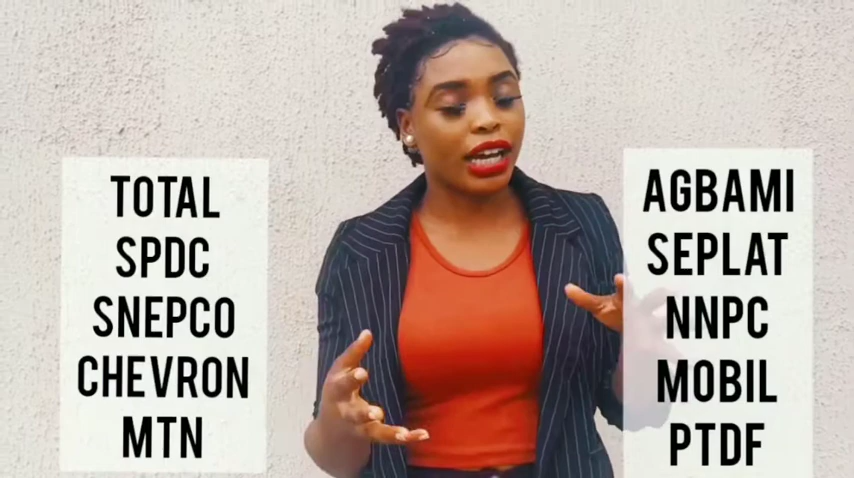 TOTAL
SPDC
SNEPCO
CHEVRON
MTN
AGBAMI
SEPLAT
NNPC
MOBIL
PTDF